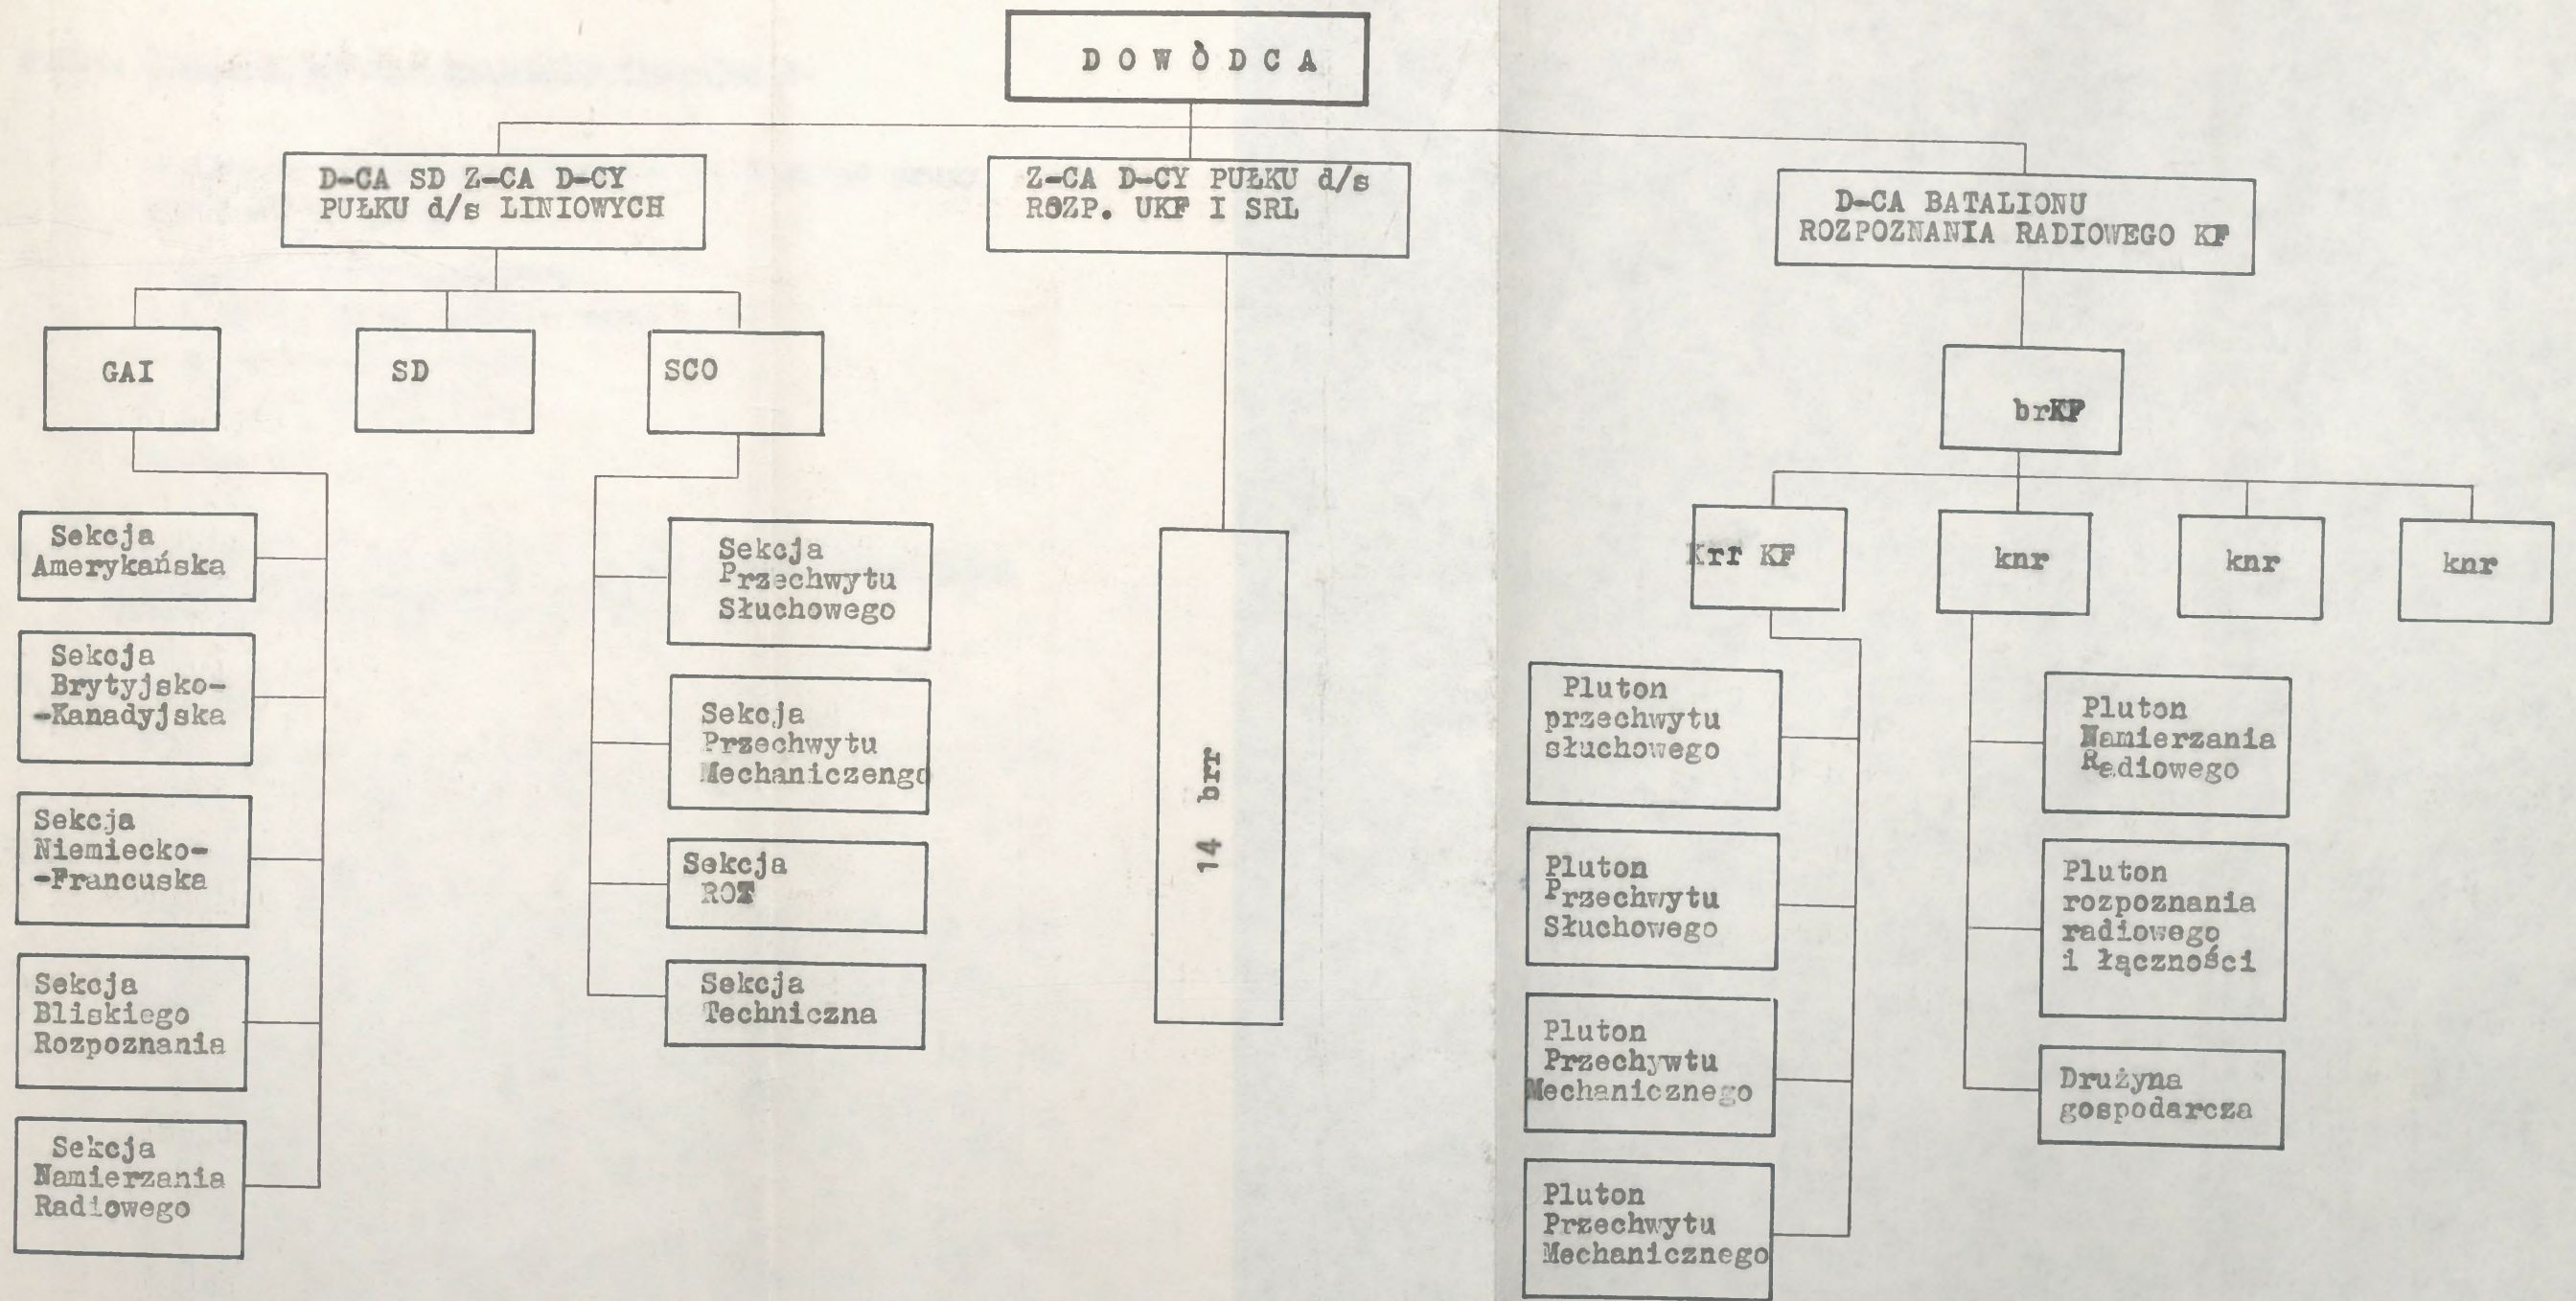 DOWÒDCA
D-CA SD Z-CA D-CY
PUŁKU d/s LINIOWYCH
Z-CA D-CY PUŁKU d/s
ROZP. UKF I SRL
D-CA BATALIONU
ROZPOZNANIA RADIOWEGO KF
GAI
SD
SCO
brKF
Sekcja
Amerykańska
Sekcja
Brytyjsko-
-Kanadyjska
Sekcja
Niemiecko-
-Francuska
Sekcja
Bliskiego
Rozpoznania
Sekcja
Namierzania
Radiowego
Sekcja
Przechwytu
Słuchowego
Sekcja
Przechwytu
Mechaniczengo
Sekcja
ROT
Sekcja
Techniczna
14 brr
Krr KF
knr
knr
knr
Pluton
przechwytu
słuchowego
Pluton
Przechwytu
Słuchowego
Pluton
Przechywtu
Mechanicznego
Pluton
Przechwytu
Mechanicznego
Pluton
Namierzania
Radiowego
Pluton
rozpoznania
radiowego
i łączności
Drużyna
gospodarcza